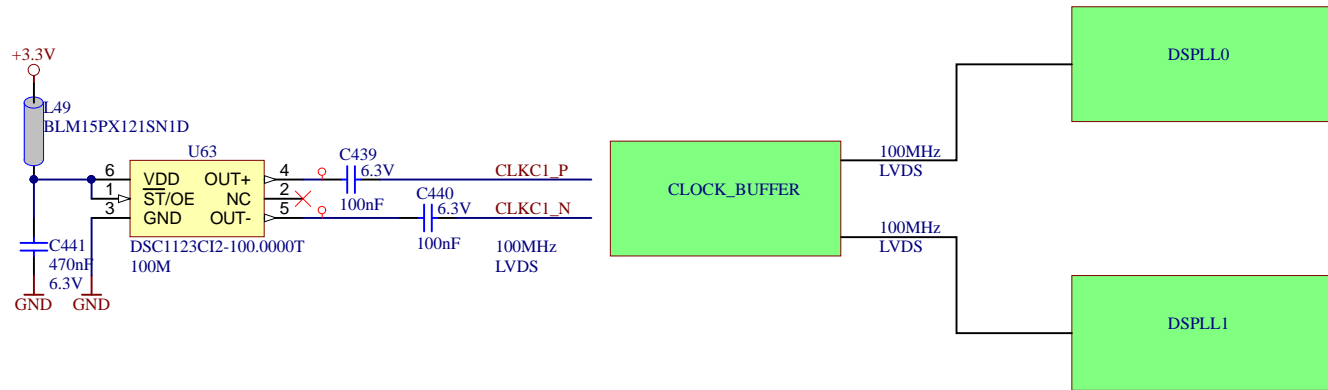 +3.3V
L49
BLM15PX121SN1D
U63
6
VDD
OUT+
4
1
ST/OE
NC
2
3
GND
OUT-
5
DSC1123CI2-100.0000T
100M
C441
470nF
6.3V
GND
GND
C439
6.3V
100nF
C440
6.3V
100nF
CLKC1_P
CLKC1_N
100MHz
LVDS
CLOCK_BUFFER
100MHz
LVDS
100MHz
LVDS
DSPLL0
DSPLL1